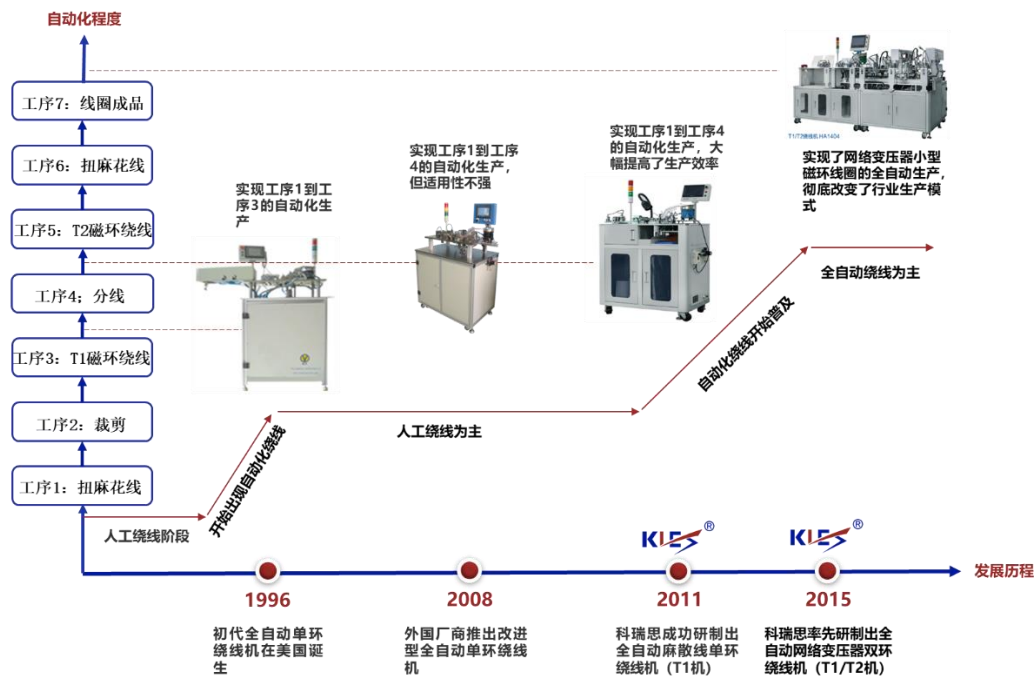 自动化程度
工序7：线圈成品
工序6：扭麻花线
工序5：T2磁环绕线
工序4；分线
工序3：T1磁环绕线
工序2：裁剪
工序1：扭麻花线
实现工序1到工
序3的自动化生
产
实现工序1到工序
4的自动化生产，
但适用性不强
实现工序1到工序4
的自动化生产，大
幅提高了生产效率
T1/T2绕线机 HA1404
实现了网络变压器小型
磁环线圈的全自动生产，
彻底改变了行业生产模
式
人工绕线阶段
开始出现自动化绕线
人工绕线为主
自动化绕线开始普及
全自动绕线为主
KLES®
KLES®
发展历程
1996
初代全自动单环
绕线机在美国诞
生
2008
外国厂商推出改进
型全自动单环绕线
机
2011
科瑞思成功研制出
全自动麻散线单环
绕线机（T1机）
2015
科瑞思率先研制出全
自动网络变压器双环
绕线机（T1/T2机）